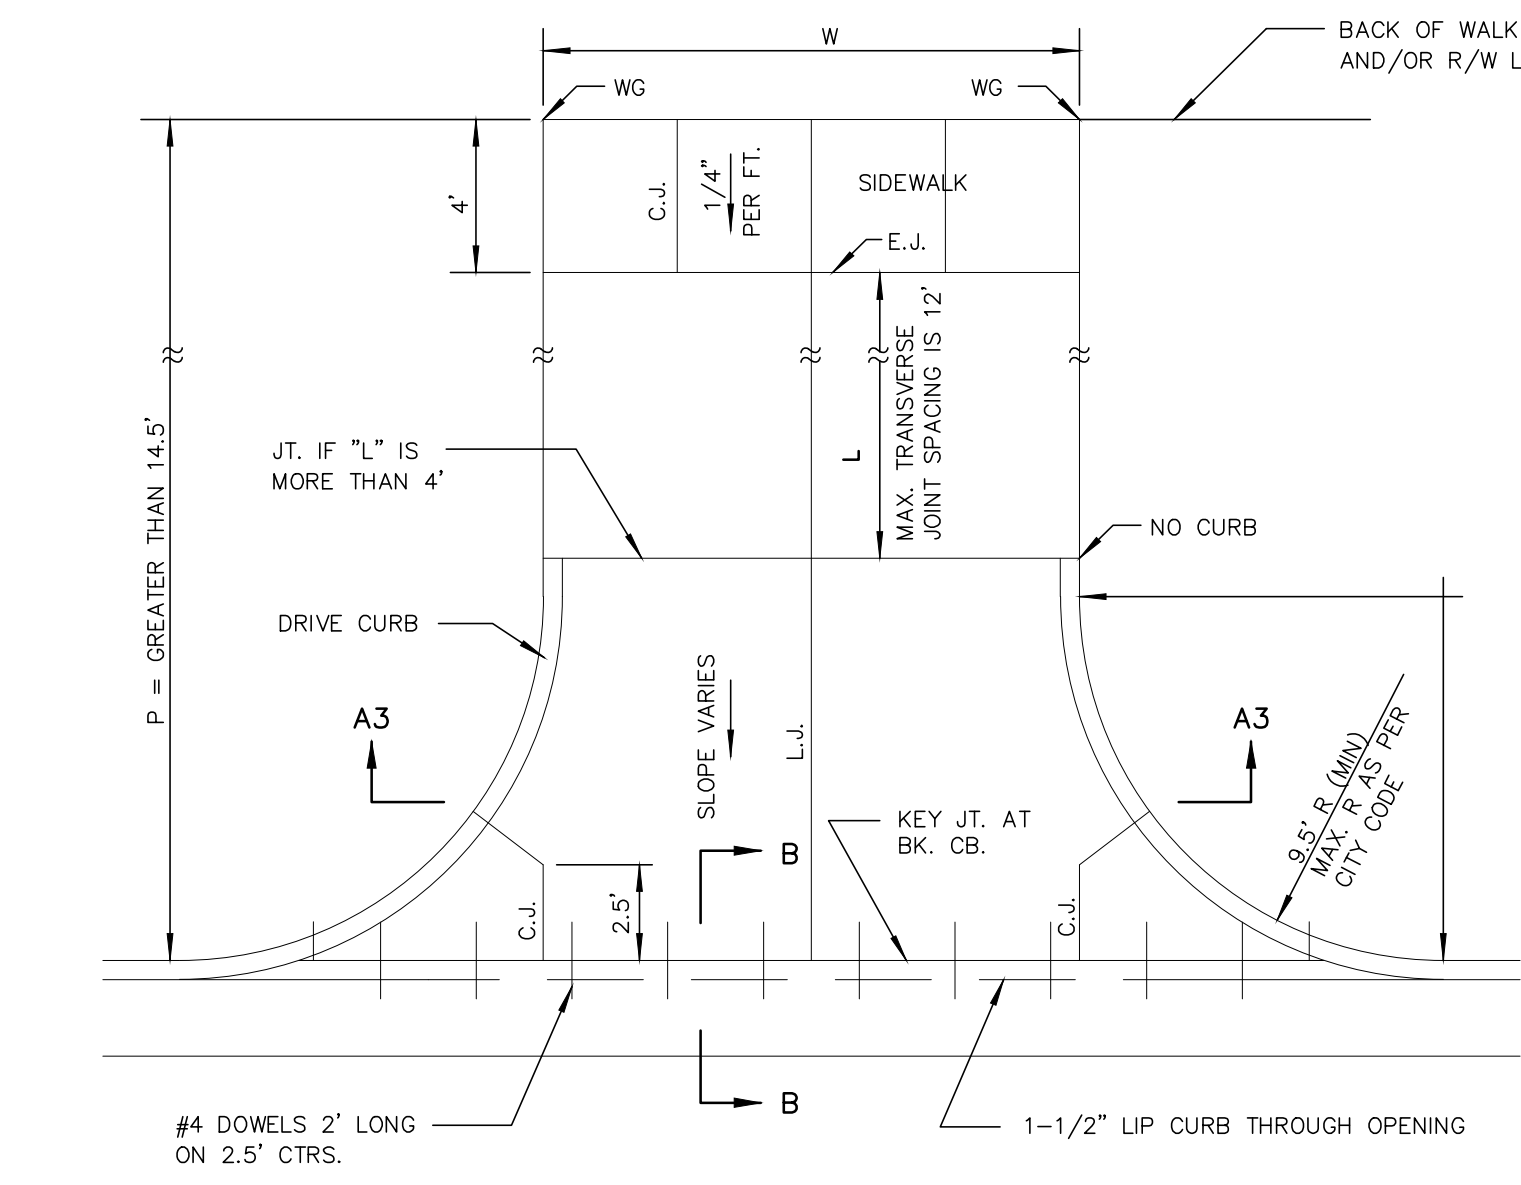 W
BACK OF WALK
AND/OR R/W L
WG
WG
4'
C.J.
1/4"
PER FT.
SIDEWALK
E.J.
MAX. TRANSVERSE
JOINT SPACING IS 12'
L
P = GREATER THAN 14.5'
JT. IF "L" IS
MORE THAN 4'
NO CURB
DRIVE CURB
SLOPE VARIES
L.J.
A3
A3
9.5' R (MIN)
MAX. R AS PER
CITY CODE
KEY JT. AT
BK. CB.
B
2.5'
C.J.
C.J.
B
#4 DOWELS 2' LONG
ON 2.5' CTRS.
1-1/2" LIP CURB THROUGH OPENING